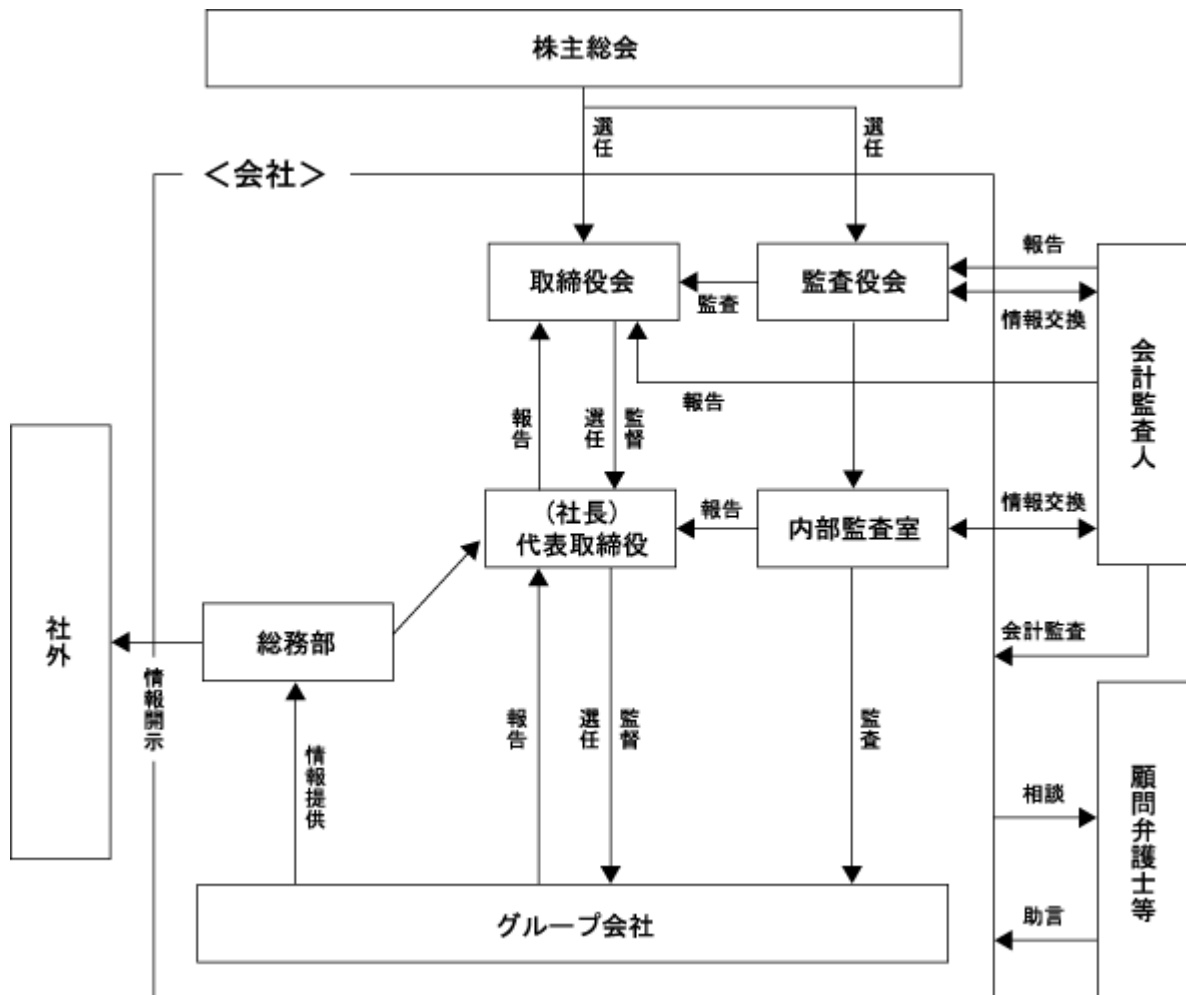 株主総会
選任
選任
＜会社＞
取締役会
監査役会
監査
報告
情報交換
会計監査人
報告
報告
選任
監督
(社長)
代表取締役
報告
内部監査室
情報交換
社外
総務部
会計監査
情報開示
情報提供
報告
選任
監督
監査
相談
顧問弁護士等
助言
グループ会社